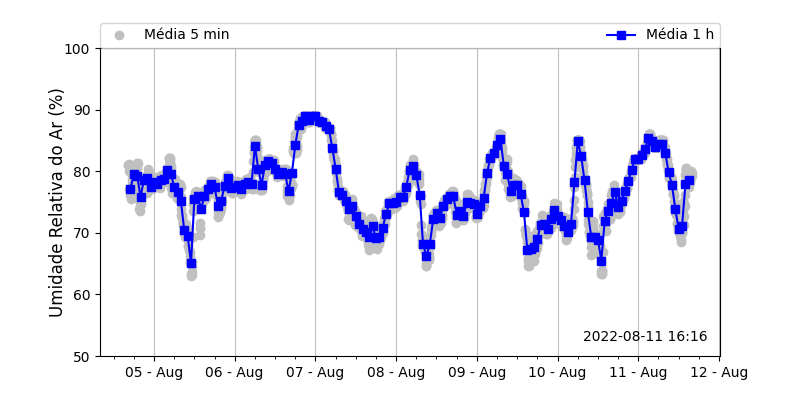 Média 5 min
Média 1 h
Umidade Relativa do Ar (%)
100
90
80
70
60
50
2022-08-11 16:16
05 - Aug
06 - Aug
07 - Aug
08 - Aug
09 - Aug
10 - Aug
11 - Aug
12 - Aug